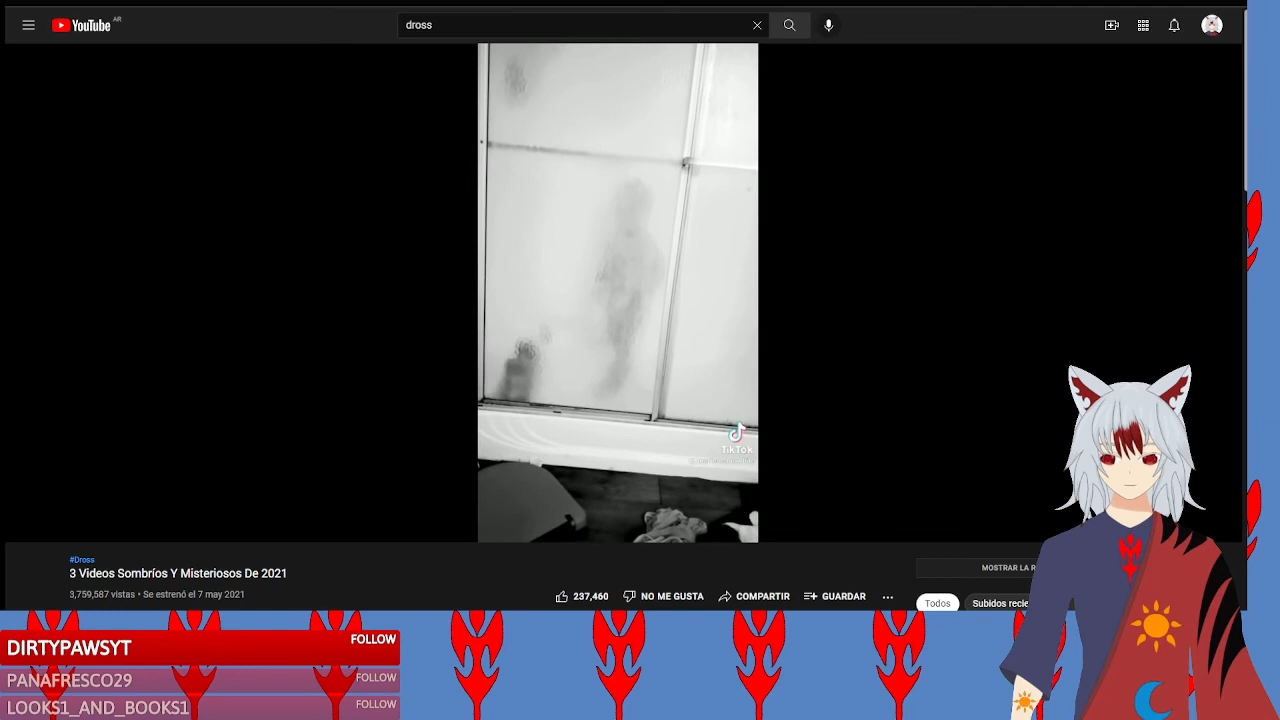 YouTube AR
dross
TikTok
#Dross
3 Videos Sombríos Y Misteriosos De 2021
3,759,587 vistas • Se estrenó el 7 may 2021
237,460 NO ME GUSTA COMPARTIR GUARDAR
MOSTRAR LA R
Todos Subidos recie
DIRTYPAWSYT FOLLOW
PANAFRESCO29 FOLLOW
LOOKS1_AND_BOOKS1 FOLLOW